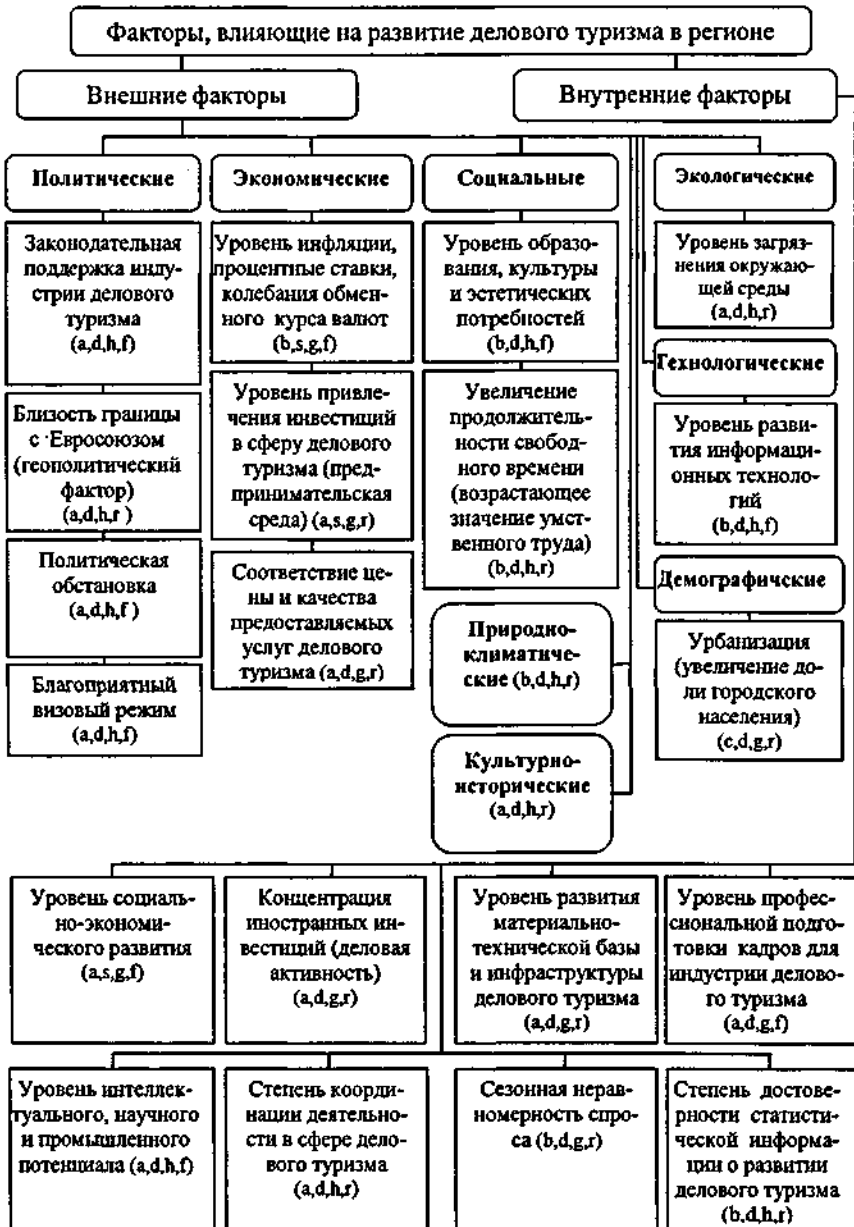 Факторы, влияющие на развитие делового туризма в регионе
Внешние факторы
Внутренние факторы
Политические
Законодательная
поддержка инду-
стрии делового
туризма
(a,d,h,f)
Близость границы
с Евросоюзом
(геополитический
фактор)
(a,d,h,r )
Политическая
обстановка
(a,d,h,f )
Благоприятный
визовый режим
(a,d,h,f)
Экономические
Уровень инфляции,
процентные ставки,
колебания обмен-
ного курса валют
(b,s,g,f)
Уровень привле-
чения инвестиций
в сферу делового
туризма (пред-
принимательская
среда) (a,s,g,r)
Соответствие це-
ны и качества
предоставляемых
услуг делового
туризма (a,d,g,r)
Социальные
Уровень образо-
вания, культуры
и эстетических
потребностей
(b,d,h,f)
Увеличение
продолжитель-
ности свобод-
ного времени
(возрастающее
значение умст-
венного труда)
(b,d,h,r)
Природно-
климатиче-
ские (b,d,h,r)
Культурно-
исторические
(a,d,h,r)
Экологические
Уровень загряз-
нения окружаю-
щей среды
(a,d,h,r)
Технологические
Уровень разви-
тия информаци-
онных техноло-
гий
(b,d,h,f)
Демографичские
Урбанизация
(увеличение до-
ли городского
населения)
(c,d,g,r)
Уровень социаль-
но-экономи-
ческого развития
(a,s,g,f)
Концентрация
иностранных ин-
вестиций (деловая
активность)
(a,d,g,r)
Уровень развития
материально-
технической базы
и инфраструктуры
делового туризма
(a,d,g,r)
Уровень профес-
сиональной подго-
товки кадров для
индустрии делово-
го туризма
(a,d,g,f)
Уровень интеллек-
туального, научного
и промышленного
потенциала (a,d,h,f)
Степень коорди-
нации деятельно-
сти в сфере дело-
вого туризма
(a,d,h,r)
Сезонная нерав-
номерность спро-
са (b,d,g,r)
Степень достове-
рности статисти-
ческой информа-
ции о развитии
делового туризма
(b,d,h,r)